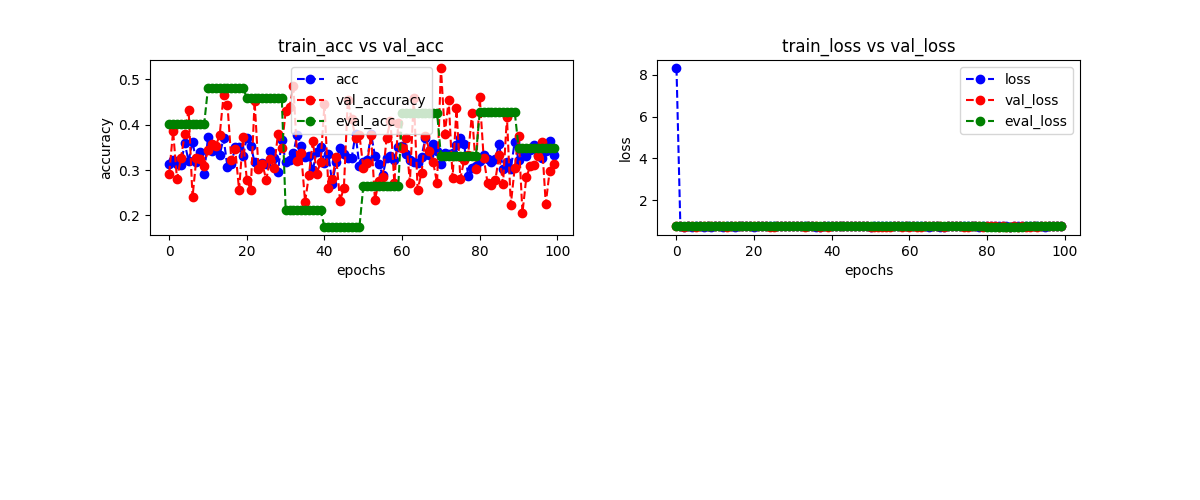 train_acc vs val_acc
accuracy
0.5
0.4
0.3
0.2
acc
val_accuracy
eval_acc
0 20 40 60 80 100
epochs
train_loss vs val_loss
loss
8
6
4
2
loss
val_loss
eval_loss
0 20 40 60 80 100
epochs